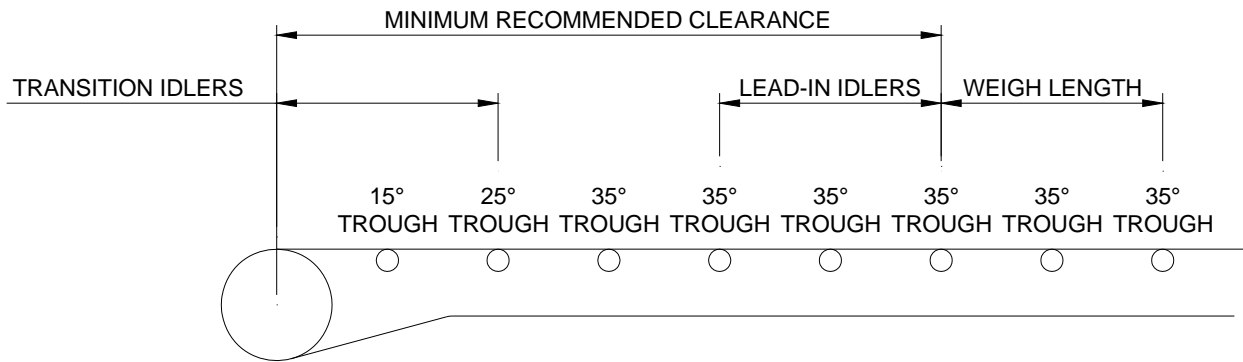 MINIMUM RECOMMENDED CLEARANCE
TRANSITION IDLERS
LEAD-IN IDLERS
WEIGH LENGTH
15° 25° 35° 35° 35° 35° 35° 35°
TROUGH TROUGH TROUGH TROUGH TROUGH TROUGH TROUGH TROUGH